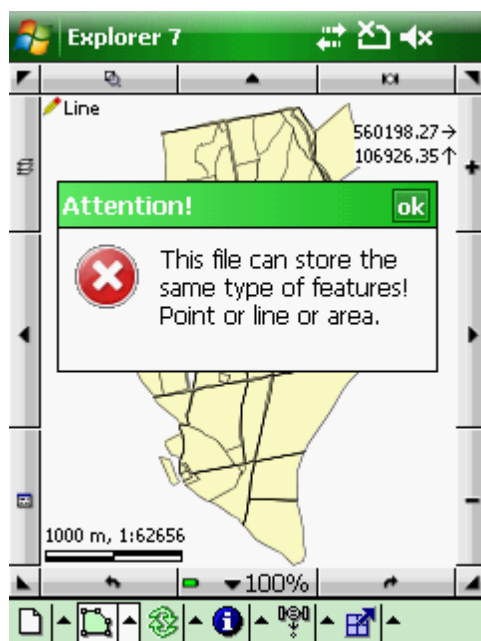 Explorer 7
Line
560198.27→
106926.35↑
Attention!
ok
This file can store the
same type of features!
Point or line or area.
1000 m, 1:62656
100%